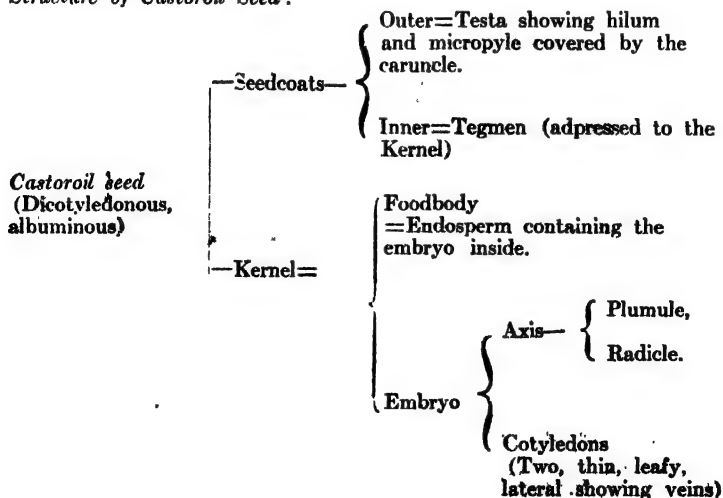 Structure of Castoroil Seed:
Outer=Testa showing hilum
and micropyle covered by the
caruncle.
—Seedcoats—
Inner=Tegmen (adpressed to the
Kernel)
Castoroil seed
(Dicotyledonous,
albuminous)
Foodbody
=Endosperm containing the
embryo inside.
—Kernel=
Plumule,
Axis—
Radicle.
Embryo
Cotyledons
(Two, thin, leafy,
lateral showing veins)